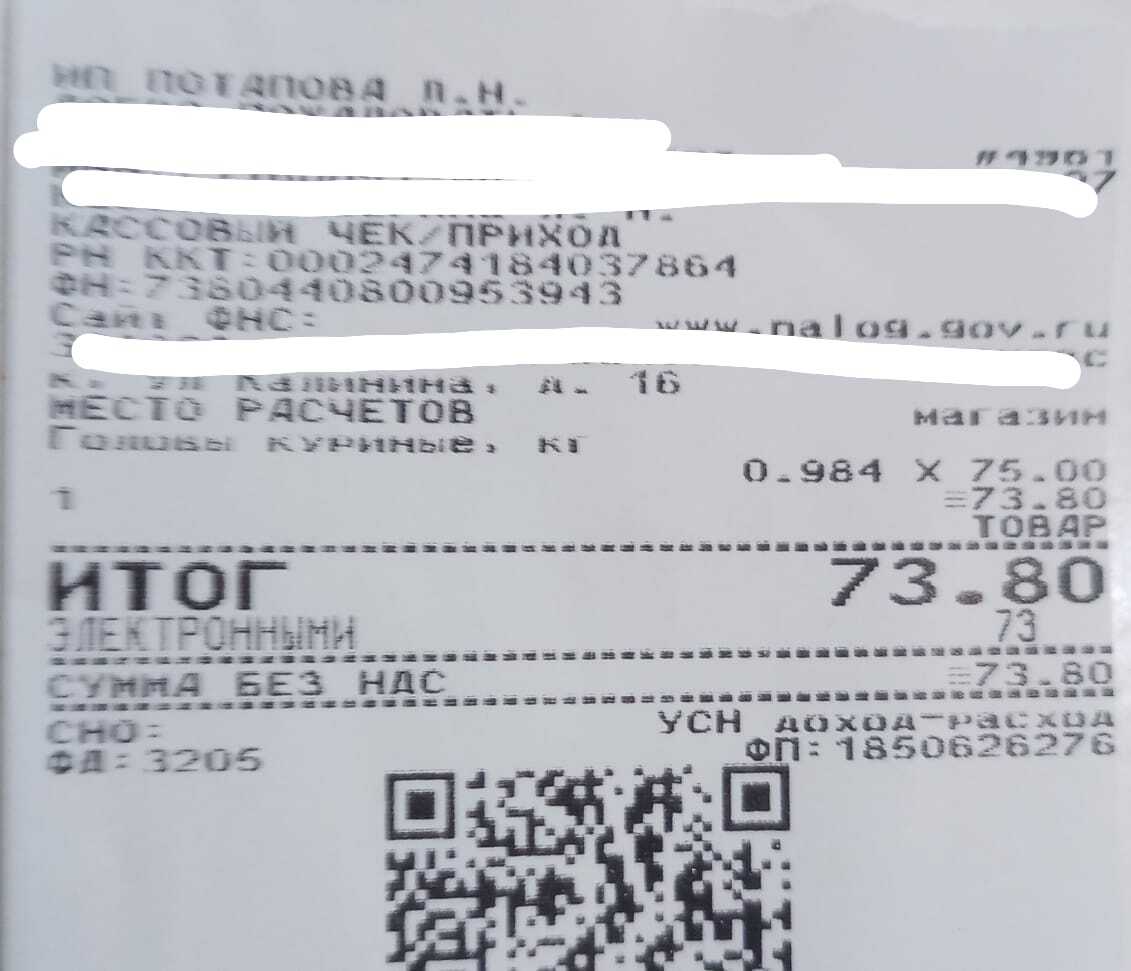 ИП ПОТАПОВА Л.Н.
#1901
КАССОВЫЙ ЧЕК/ПРИХОД
РН ККТ:0002474184037864
ФН:7380440800953943
Сайт ФНС: www.nalog.gov.ru
к. ул Калинина, д. 16
МЕСТО РАСЧЕТОВ магазин
Головы куриные, кг
0.984 X 75.00
1 =73.80
ТОВАР
ИТОГ 73.80
ЭЛЕКТРОННЫМИ 73
СУММА БЕЗ НДС =73.80
СНО: УСН доход-расход
ФД:3205 ФП:1850626276